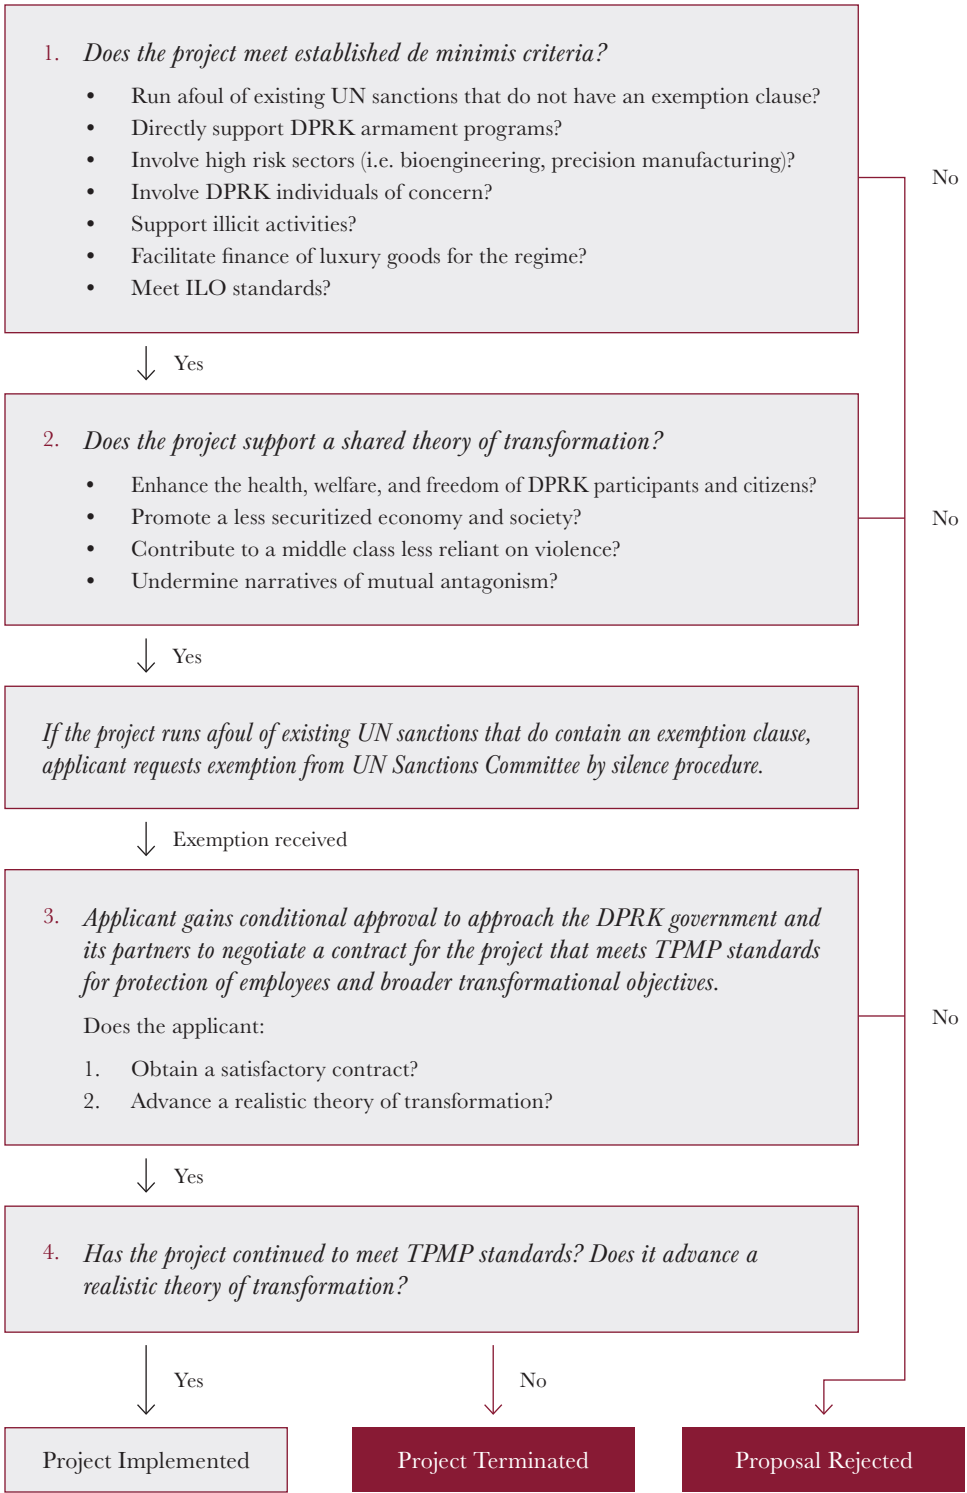 1. Does the project meet established de minimis criteria?
• Run afoul of existing UN sanctions that do not have an exemption clause?
• Directly support DPRK armament programs?
• Involve high risk sectors (i.e. bioengineering, precision manufacturing)?
• Involve DPRK individuals of concern?
• Support illicit activities?
• Facilitate finance of luxury goods for the regime?
• Meet ILO standards?
No
Yes
2. Does the project support a shared theory of transformation?
• Enhance the health, welfare, and freedom of DPRK participants and citizens?
• Promote a less securitized economy and society?
• Contribute to a middle class less reliant on violence?
• Undermine narratives of mutual antagonism?
No
Yes
If the project runs afoul of existing UN sanctions that do contain an exemption clause,
applicant requests exemption from UN Sanctions Committee by silence procedure.
Exemption received
3. Applicant gains conditional approval to approach the DPRK government and
its partners to negotiate a contract for the project that meets TPMP standards
for protection of employees and broader transformational objectives.
Does the applicant:
1. Obtain a satisfactory contract?
2. Advance a realistic theory of transformation?
No
Yes
4. Has the project continued to meet TPMP standards? Does it advance a
realistic theory of transformation?
Yes
No
Project Implemented
Project Terminated
Proposal Rejected